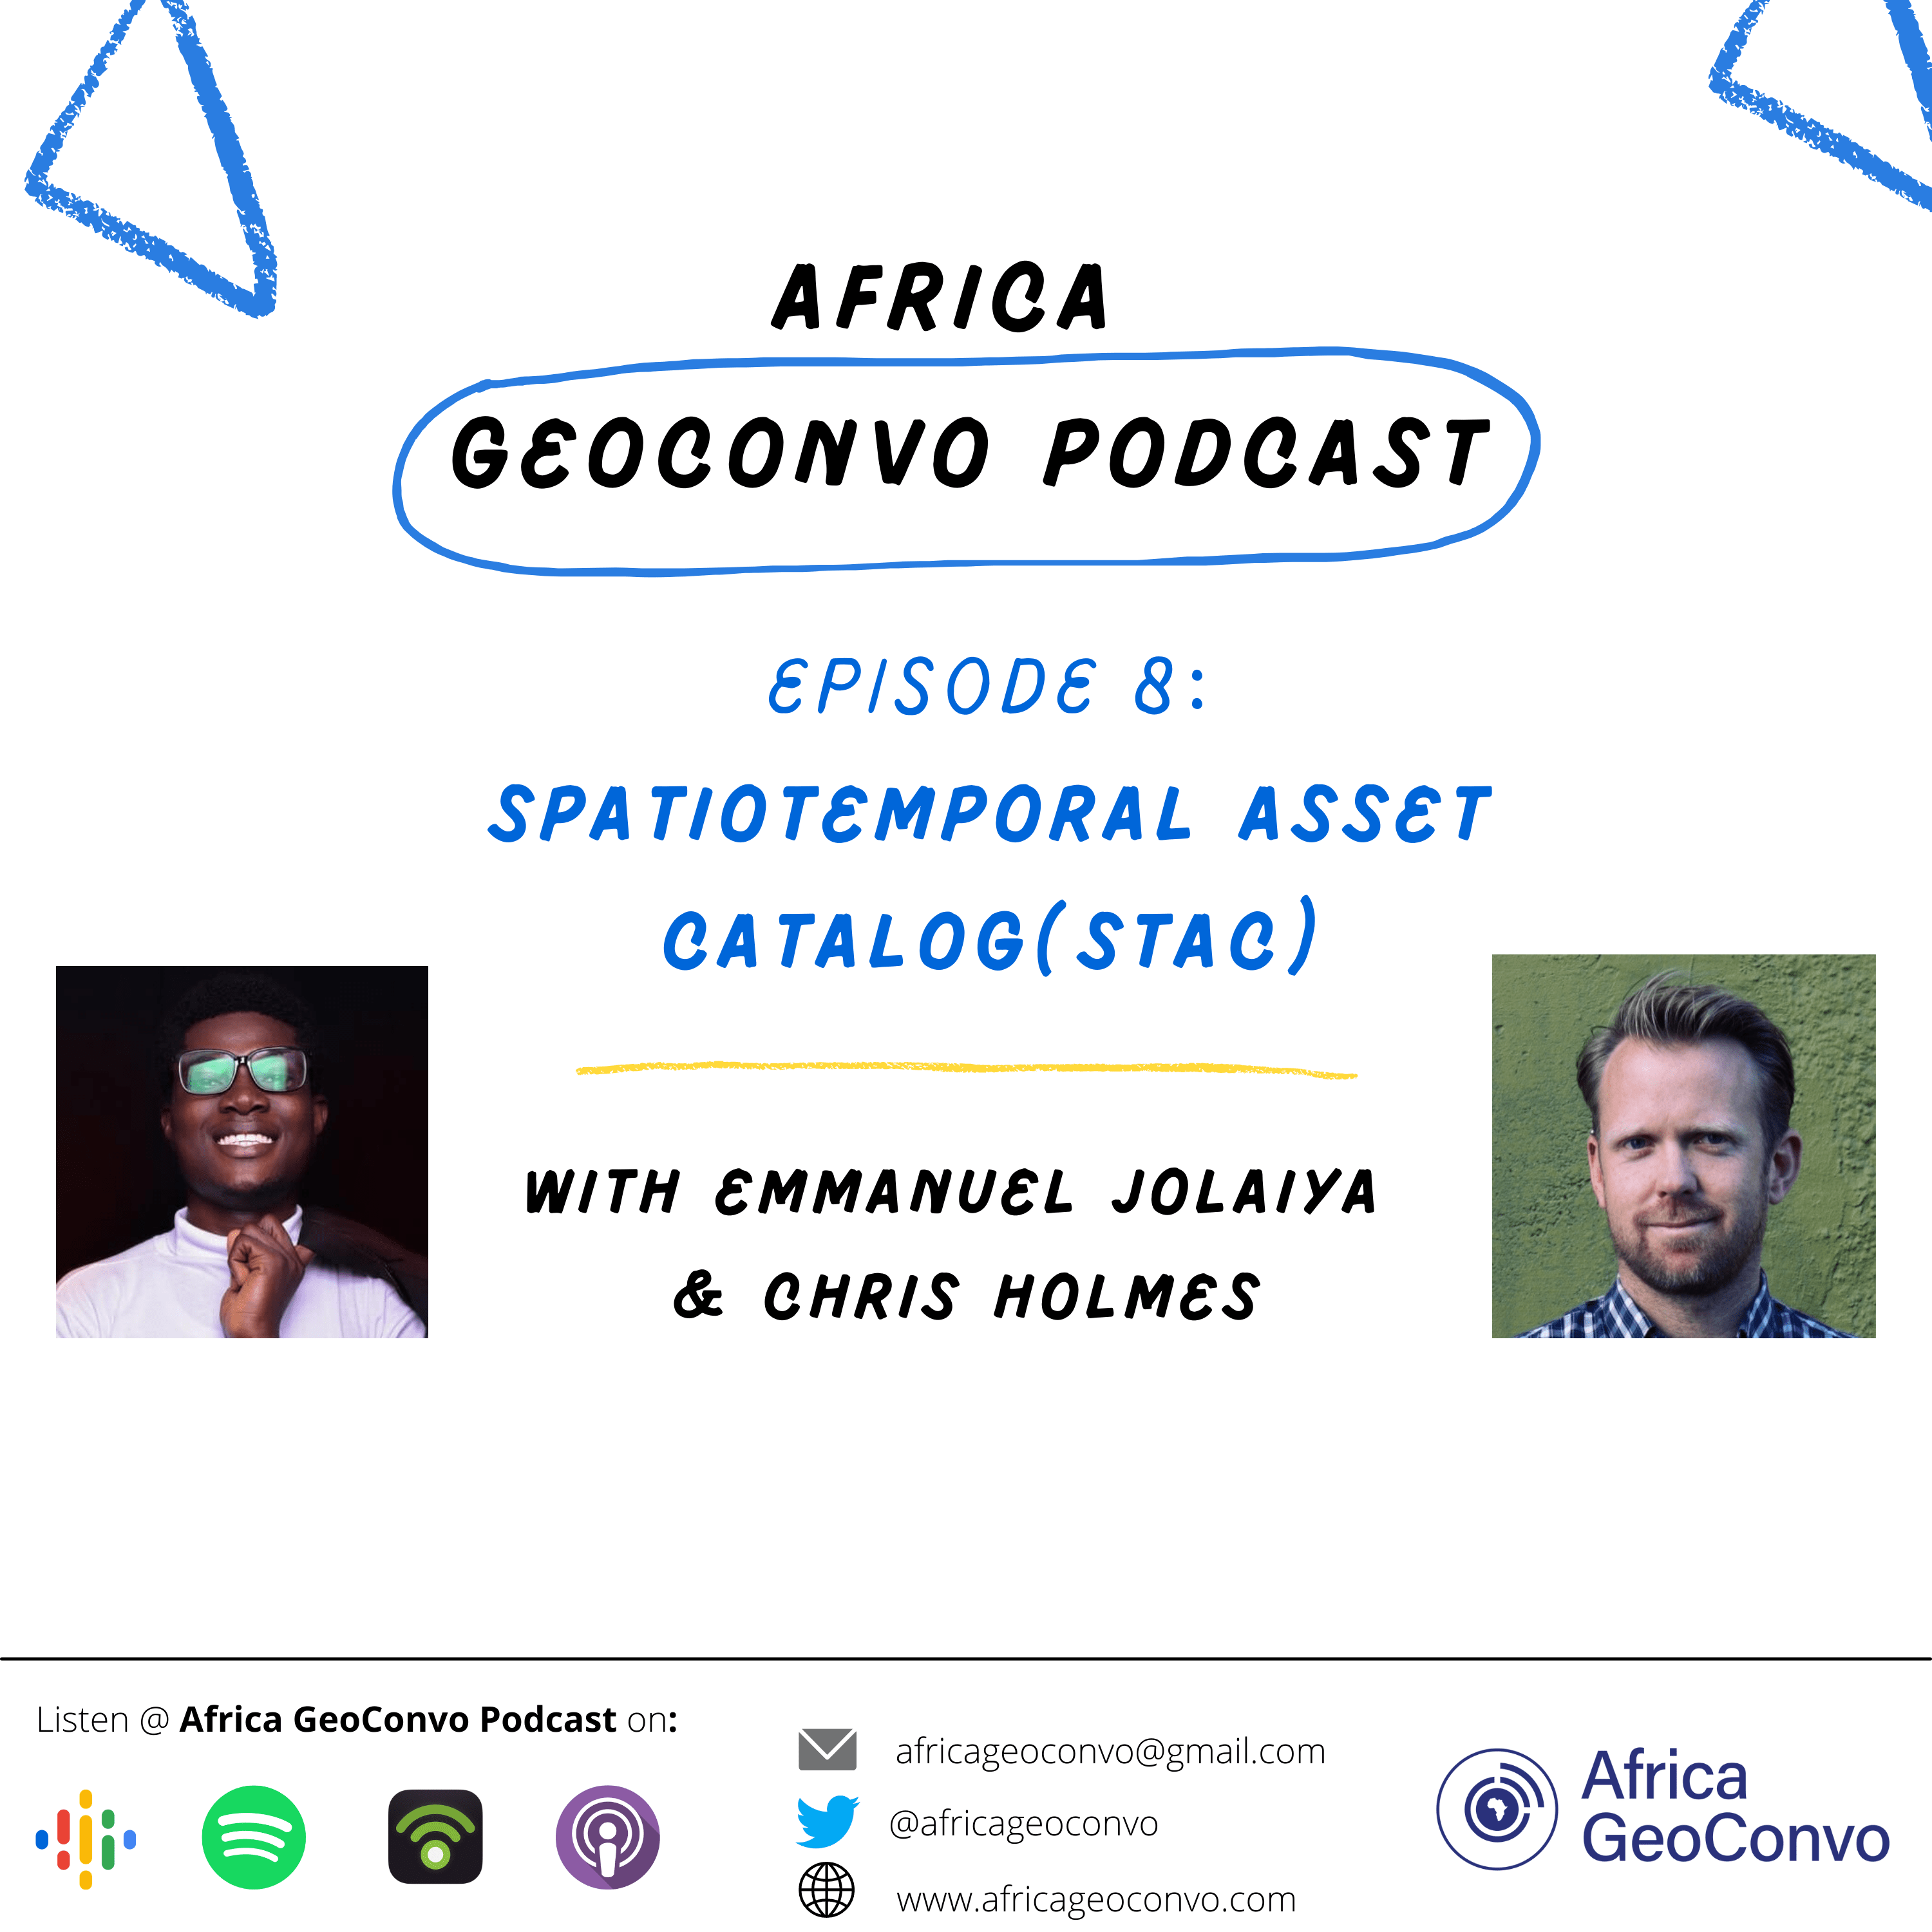 AFRICA
GEOCONVO PODCAST
EPISODE 8:
SPATIOTEMPORAL ASSET
CATALOG(STAC)
WITH EMMANUEL JOLAIYA
& CHRIS HOLMES
Listen @ Africa GeoConvo Podcast on:
africageoconvo@gmail.com
@africageoconvo
www.africageoconvo.com
Africa
GeoConvo